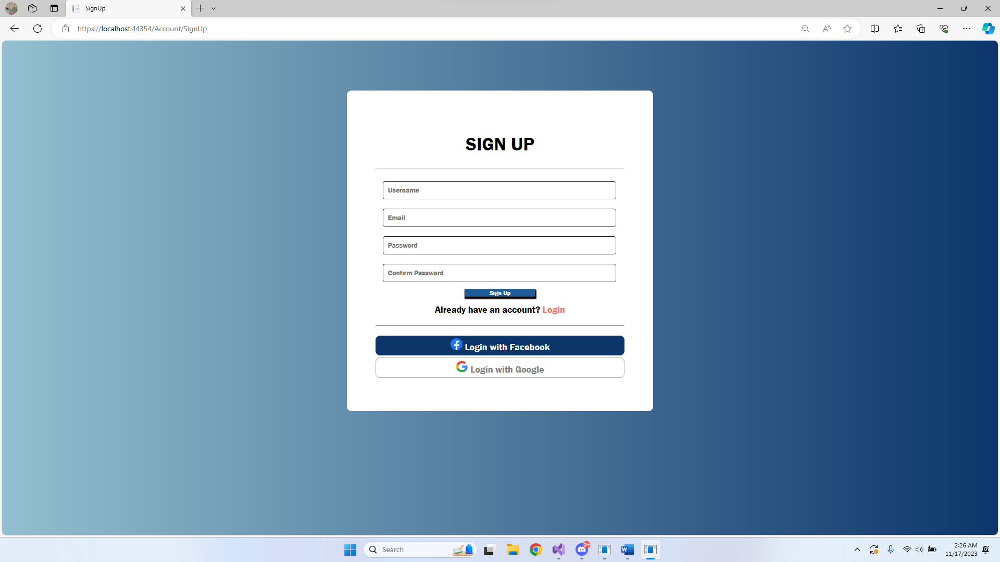 SignUp
https://localhost:44354/Account/SignUp
SIGN UP
Username
Email
Password
Confirm Password
Sign Up
Already have an account? Login
Login with Facebook
Login with Google
Search
9+
2:26 AM
11/17/2023